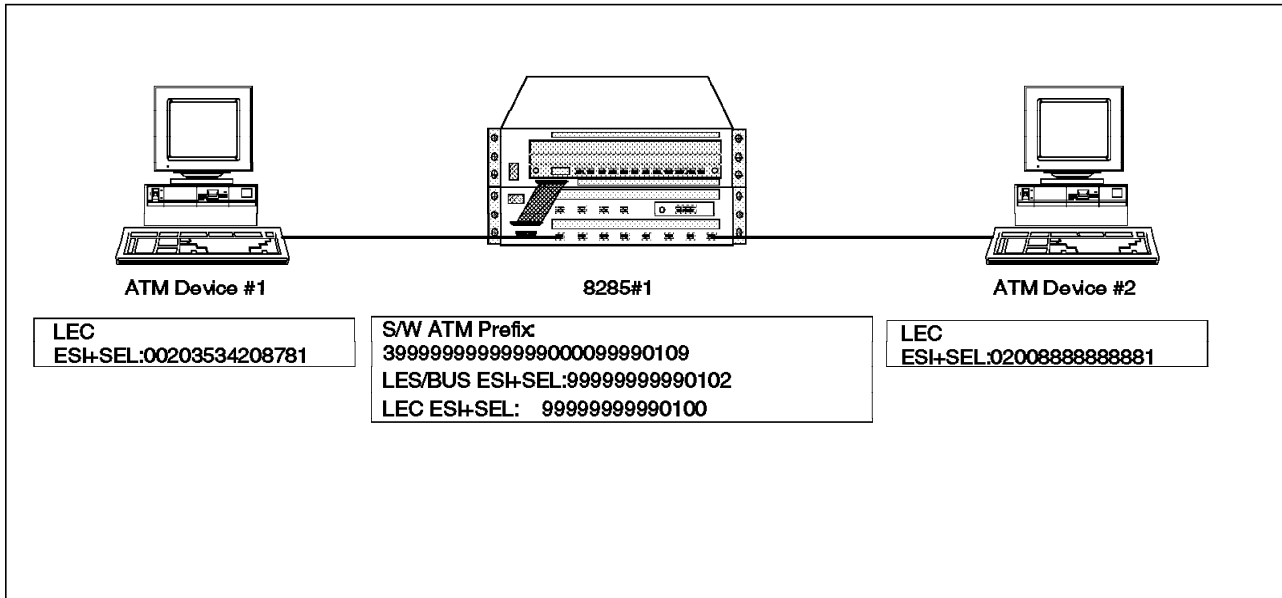 ATM Device #1
8285#1
ATM Device #2
LEC
ESI+SEL:00203534208781
S/W ATM Prefix:
39999999999999000099990109
LES/BUS ESI+SEL:99999999990102
LEC ESI+SEL: 99999999990100
LEC
ESI+SEL:02008888888881